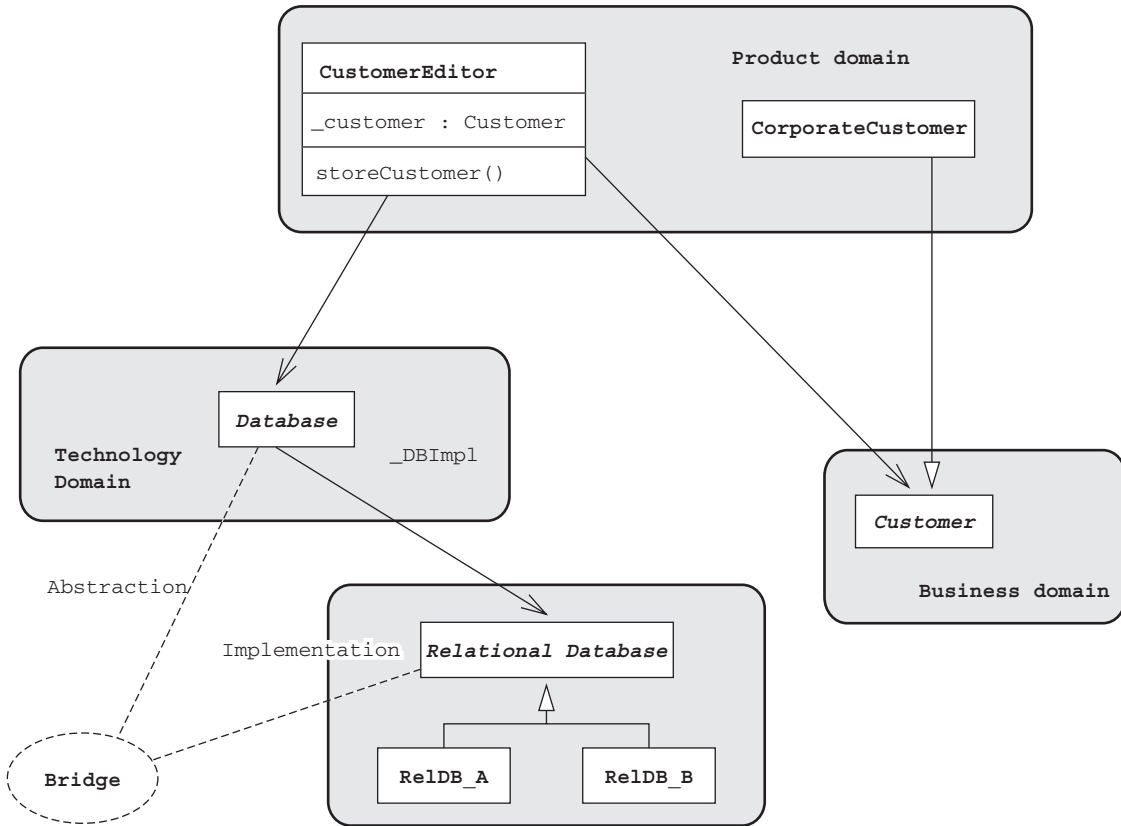 CustomerEditor
_customer : Customer
storeCustomer()
Product domain
CorporateCustomer
Database
Technology
Domain
_DBImpl
Customer
Business domain
Abstraction
Implementation
Relational Database
RelDB_A
RelDB_B
Bridge